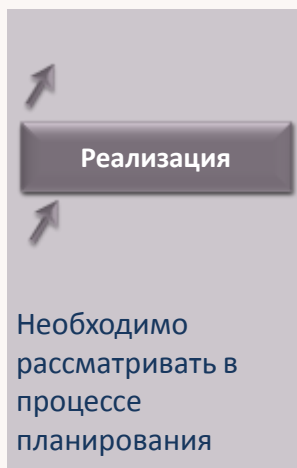 Реализация
Необходимо
рассматривать в
процессе
планирования